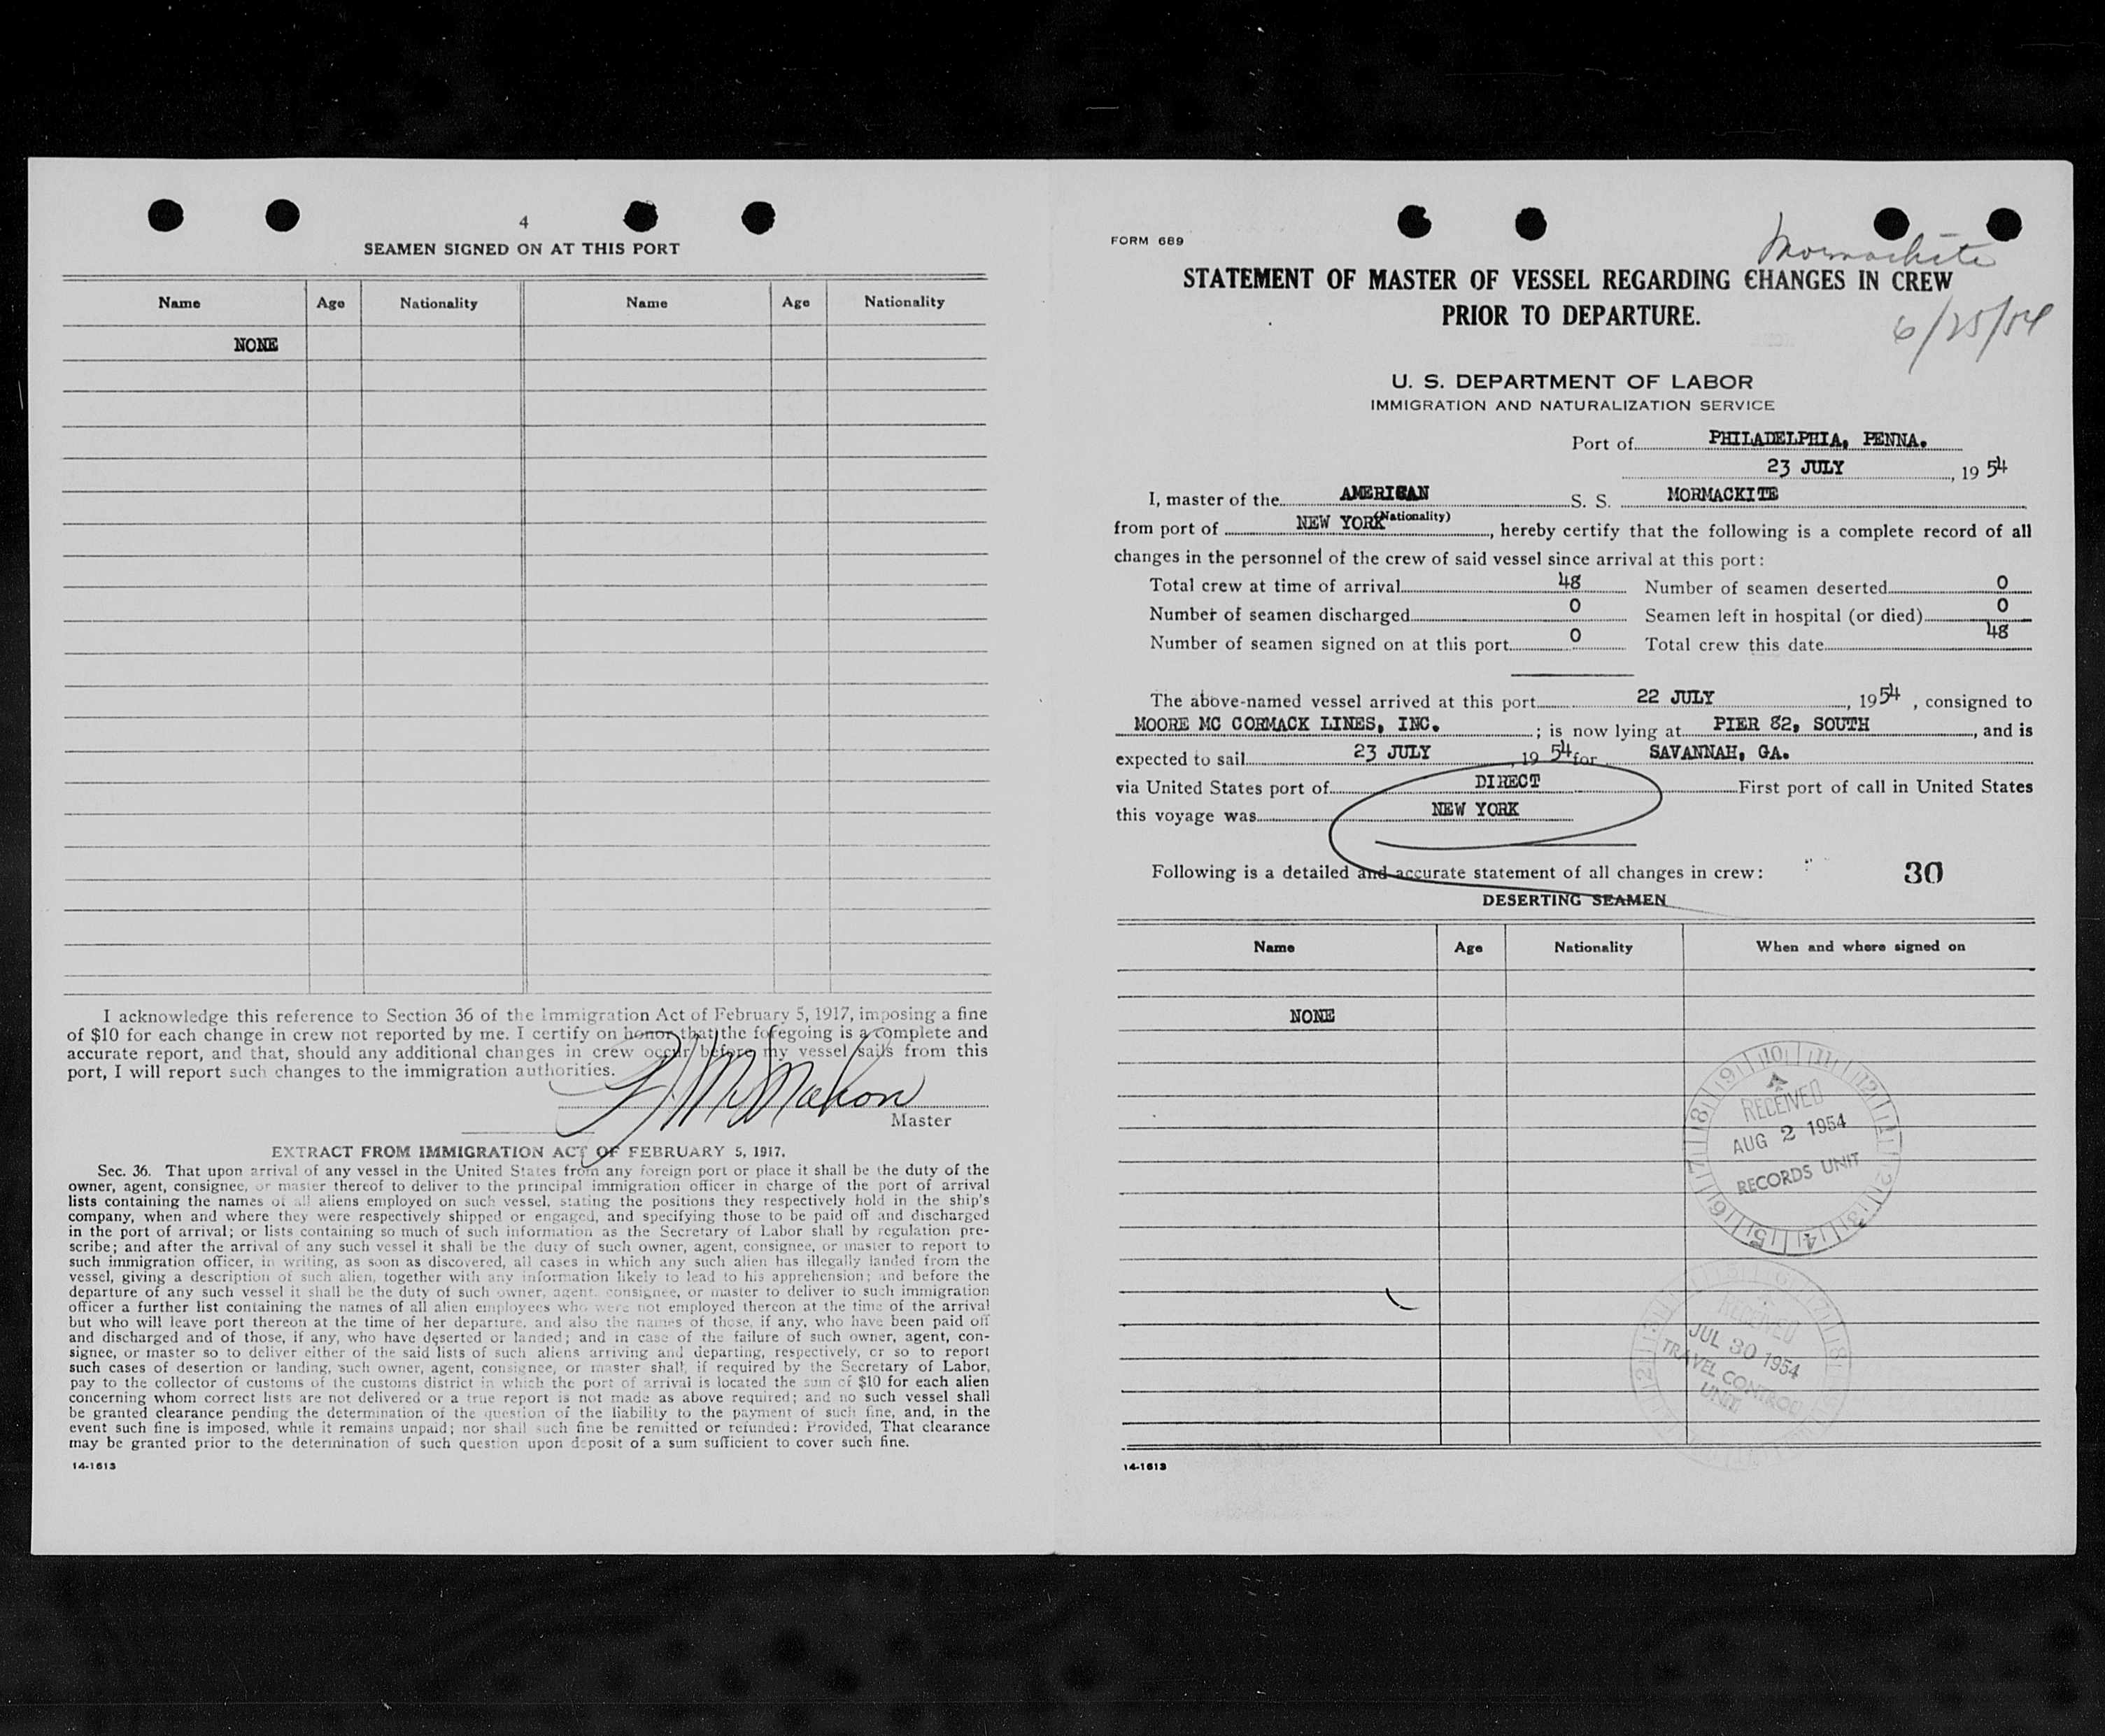 4
SEAMEN SIGNED ON AT THIS PORT
Name Age Nationality Name Age Nationality
NONE
I acknowledge this reference to Section 36 of the Immigration Act of February 5, 1917, imposing a fine
of $10 for each change in crew not reported by me. I certify on honor that the foregoing is a complete and
accurate report, and that, should any additional changes in crew occur before my vessel sails from this
port, I will report such changes to the immigration authorities.
McMahon
Master
EXTRACT FROM IMMIGRATION ACT OF FEBRUARY 5, 1917.
Sec. 36. That upon arrival of any vessel in the United States from any foreign port or place it shall be the duty of the
owner, agent, consignee, or master thereof to deliver to the principal immigration officer in charge of the port of arrival
lists containing the names of all aliens employed on such vessel, stating the positions they respectively hold in the ship's
company, when and where they were respectively shipped or engaged, and specifying those to be paid off and discharged
in the port of arrival; or lists containing so much of such information as the Secretary of Labor shall by regulation pre-
scribe; and after the arrival of any such vessel it shall be the duty of such owner, agent, consignee, or master to report to
such immigration officer, in writing, as soon as discovered, all cases in which any such alien has illegally landed from the
vessel, giving a description of such alien, together with any information likely to lead to his apprehension; and before the
departure of any such vessel it shall be the duty of such owner, agent, consignee, or master to deliver to such immigration
officer a further list containing the names of all alien employees who were not employed thereon at the time of the arrival
but who will leave port thereon at the time of her departure, and also the names of those, if any, who have been paid off
and discharged and of those, if any, who have deserted or landed; and in case of the failure of such owner, agent, con-
signee, or master so to deliver either of the said lists of such aliens arriving and departing, respectively, or so to report
such cases of desertion or landing, such owner, agent, consignee, or master shall, if required by the Secretary of Labor,
pay to the collector of customs of the customs district in which the port of arrival is located the sum of $10 for each alien
concerning whom correct lists are not delivered or a true report is not made as above required; and no such vessel shall
be granted clearance pending the determination of the question of the liability to the payment of such fine, and, in the
event such fine is imposed, while it remains unpaid; nor shall such fine be remitted or refunded: Provided, That clearance
may be granted prior to the determination of such question upon deposit of a sum sufficient to cover such fine.
14-1613
FORM 689
Mormackite
STATEMENT OF MASTER OF VESSEL REGARDING CHANGES IN CREW
PRIOR TO DEPARTURE.
6/25/54
U. S. DEPARTMENT OF LABOR
IMMIGRATION AND NATURALIZATION SERVICE
Port of PHILADELPHIA, PENNA.
23 JULY, 19 54
I, master of the AMERICAN S. S. MORMACKITE
(Nationality)
from port of NEW YORK, hereby certify that the following is a complete record of all
changes in the personnel of the crew of said vessel since arrival at this port:
Total crew at time of arrival 48 Number of seamen deserted 0
Number of seamen discharged 0 Seamen left in hospital (or died) 0
Number of seamen signed on at this port 0 Total crew this date 48
The above-named vessel arrived at this port 22 JULY, 1954, consigned to
MOORE MC CORMACK LINES, INC.; is now lying at PIER 82, SOUTH, and is
expected to sail 23 JULY, 19 54 for SAVANNAH, GA.
via United States port of DIRECT First port of call in United States
this voyage was NEW YORK
Following is a detailed and accurate statement of all changes in crew: 30
DESERTING SEAMEN
Name Age Nationality When and where signed on
NONE
RECEIVED
AUG 2 1954
RECORDS UNIT
RECEIVED
JUL 30 1954
TRAVEL CONTROL
UNIT
14-1613